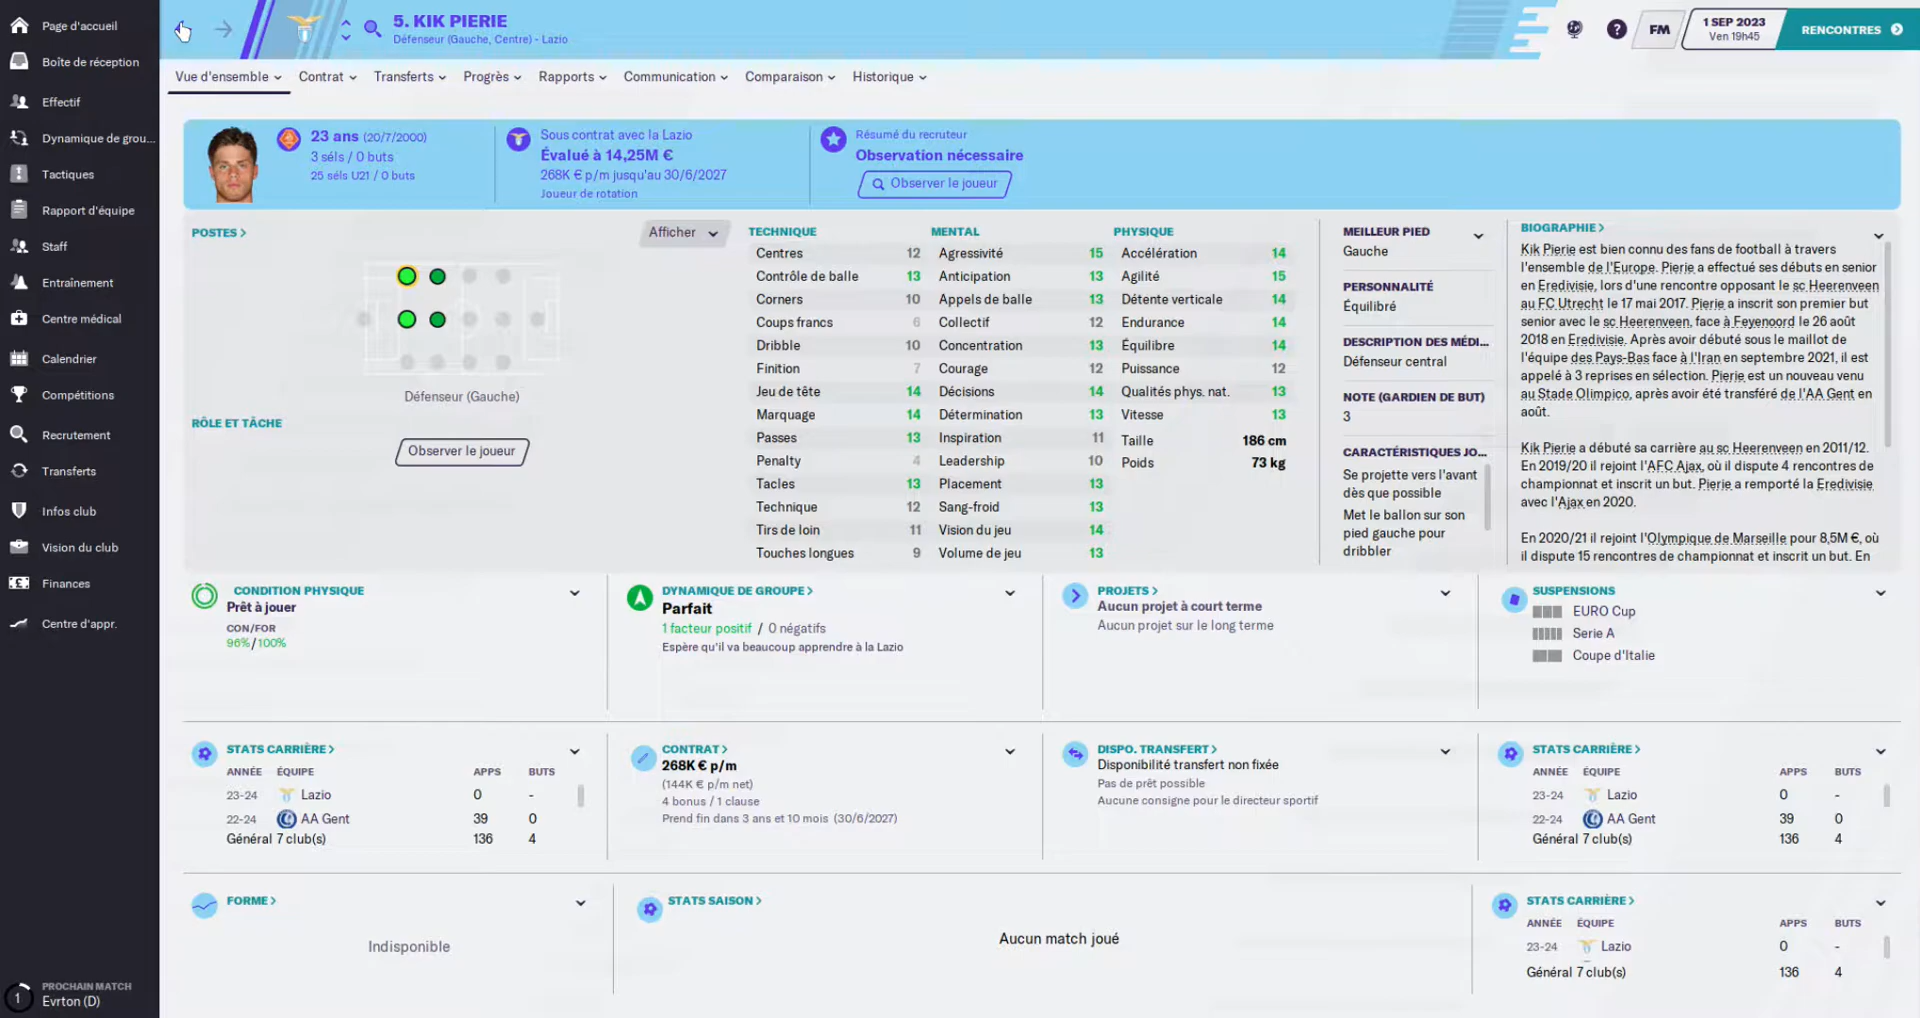 Page d'accueil
Boîte de réception
Effectif
Dynamique de grou...
Tactiques
Rapport d'équipe
Staff
Entraînement
Centre médical
Calendrier
Compétitions
Recrutement
Transferts
Infos club
Vision du club
Finances
Centre d'appr.
1
PROCHAIN MATCH
Evrton (D)
5. KIK PIERIE
Défenseur (Gauche, Centre) - Lazio
?
FM
1 SEP 2023
Ven 19h45
RENCONTRES
Vue d'ensemble
Contrat
Transferts
Progrès
Rapports
Communication
Comparaison
Historique
23 ans (20/7/2000)
3 séls / 0 buts
25 séls U21 / 0 buts
Sous contrat avec la Lazio
Évalué à 14,25M €
268K € p/m jusqu'au 30/6/2027
Joueur de rotation
Résumé du recruteur
Observation nécessaire
Observer le joueur
POSTES >
Afficher
Défenseur (Gauche)
RÔLE ET TÂCHE
Observer le joueur
TECHNIQUE
Centres 12
Contrôle de balle 13
Corners 10
Coups francs 6
Dribble 10
Finition 7
Jeu de tête 14
Marquage 14
Passes 13
Penalty 4
Tacles 13
Technique 12
Tirs de loin 11
Touches longues 9
MENTAL
Agressivité 15
Anticipation 13
Appels de balle 13
Collectif 12
Concentration 13
Courage 12
Décisions 14
Détermination 13
Inspiration 11
Leadership 10
Placement 13
Sang-froid 13
Vision du jeu 14
Volume de jeu 13
PHYSIQUE
Accélération 14
Agilité 15
Détente verticale 14
Endurance 14
Équilibre 14
Puissance 12
Qualités phys. nat. 13
Vitesse 13
Taille 186 cm
Poids 73 kg
MEILLEUR PIED
Gauche
PERSONNALITÉ
Équilibré
DESCRIPTION DES MÉDI...
Défenseur central
NOTE (GARDIEN DE BUT)
3
CARACTÉRISTIQUES JO...
Se projette vers l'avant
dès que possible
Met le ballon sur son
pied gauche pour
dribbler
BIOGRAPHIE >
Kik Pierie est bien connu des fans de football à travers
l'ensemble de l'Europe. Pierie a effectué ses débuts en senior
en Eredivisie, lors d'une rencontre opposant le sc Heerenveen
au FC Utrecht le 17 mai 2017. Pierie a inscrit son premier but
senior avec le sc Heerenveen, face à Feyenoord le 26 août
2018 en Eredivisie. Après avoir débuté sous le maillot de
l'équipe des Pays-Bas face à l'Iran en septembre 2021, il est
appelé à 3 reprises en sélection. Pierie est un nouveau venu
au Stade Olimpico, après avoir été transféré de l'AA Gent en
août.
Kik Pierie a débuté sa carrière au sc Heerenveen en 2011/12.
En 2019/20 il rejoint l'AFC Ajax, où il dispute 4 rencontres de
championnat et inscrit un but. Pierie a remporté la Eredivisie
avec l'Ajax en 2020.
En 2020/21 il rejoint l'Olympique de Marseille pour 8,5M €, où
il dispute 15 rencontres de championnat et inscrit un but. En
CONDITION PHYSIQUE
Prêt à jouer
CON/FOR
96%/100%
DYNAMIQUE DE GROUPE >
Parfait
1 facteur positif / 0 négatifs
Espère qu'il va beaucoup apprendre à la Lazio
PROJETS >
Aucun projet à court terme
Aucun projet sur le long terme
SUSPENSIONS
EURO Cup
Serie A
Coupe d'Italie
STATS CARRIÈRE >
ANNÉE ÉQUIPE APPS BUTS
23-24 Lazio 0 -
22-24 AA Gent 39 0
Général 7 club(s) 136 4
CONTRAT >
268K € p/m
(144K € p/m net)
4 bonus / 1 clause
Prend fin dans 3 ans et 10 mois (30/6/2027)
DISPO. TRANSFERT >
Disponibilité transfert non fixée
Pas de prêt possible
Aucune consigne pour le directeur sportif
STATS CARRIÈRE >
ANNÉE ÉQUIPE APPS BUTS
23-24 Lazio 0 -
22-24 AA Gent 39 0
Général 7 club(s) 136 4
FORME >
Indisponible
STATS SAISON >
Aucun match joué
STATS CARRIÈRE >
ANNÉE ÉQUIPE APPS BUTS
23-24 Lazio 0 -
Général 7 club(s) 136 4